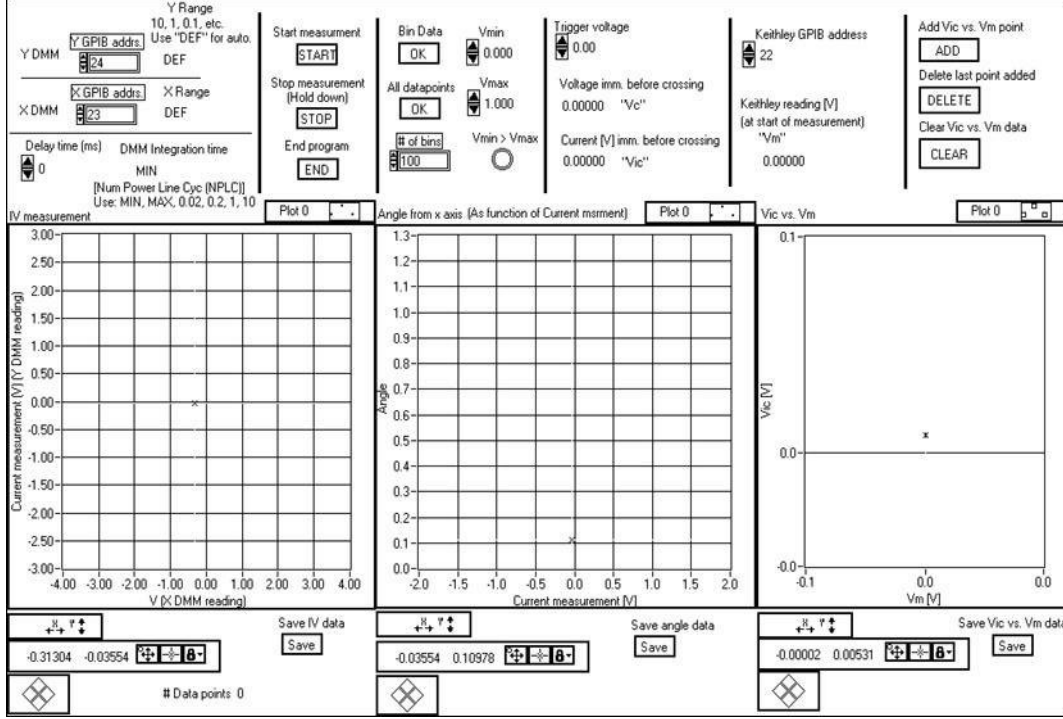 Y Range
10, 1, 0.1, etc.
Use "DEF" for auto.
Y DMM
Y GPIB addrs.
24
DEF
X GPIB addrs.
X Range
X DMM
23
DEF
Delay time (ms)
0
DMM Integration time
MIN
[Num Power Line Cyc (NPLC)]
Use: MIN, MAX, 0.02, 0.2, 1, 10
Start measurment
START
Stop measurement
(Hold down)
STOP
End program
END
Bin Data
OK
Vmin
0.000
All datapoints
OK
Vmax
1.000
# of bins
100
Vmin > Vmax
Trigger voltage
0.00
Voltage imm. before crossing
0.00000 "Vc"
Current [V] imm. before crossing
0.00000 "Vic"
Keithley GPIB address
22
Keithley reading [V]
(at start of measurement)
"Vm"
0.00000
Add Vic vs. Vm point
ADD
Delete last point added
DELETE
Clear Vic vs. Vm data
CLEAR
IV measurement
Plot 0
Current measurement [V] (Y DMM reading)
3.00
2.50
2.00
1.50
1.00
0.50
0.00
-0.50
-1.00
-1.50
-2.00
-2.50
-3.00
-4.00 -3.00 -2.00 -1.00 0.00 1.00 2.00 3.00 4.00
V (X DMM reading)
X Y
Save IV data
Save
-0.31304 -0.03554
# Data points 0
Angle from x axis (As function of Current msrment)
Plot 0
Angle
1.3
1.2
1.1
1.0
0.9
0.8
0.7
0.6
0.5
0.4
0.3
0.2
0.1
0.0
-2.0 -1.5 -1.0 -0.5 0.0 0.5 1.0 1.5 2.0
Current measurement [V]
X Y
Save angle data
Save
-0.03554 0.10978
Vic vs. Vm
Plot 0
Vic [V]
0.1
0.0
-0.0
-0.1 0.0 0.0
Vm [V]
X Y
Save Vic vs. Vm data
Save
-0.00002 0.00531